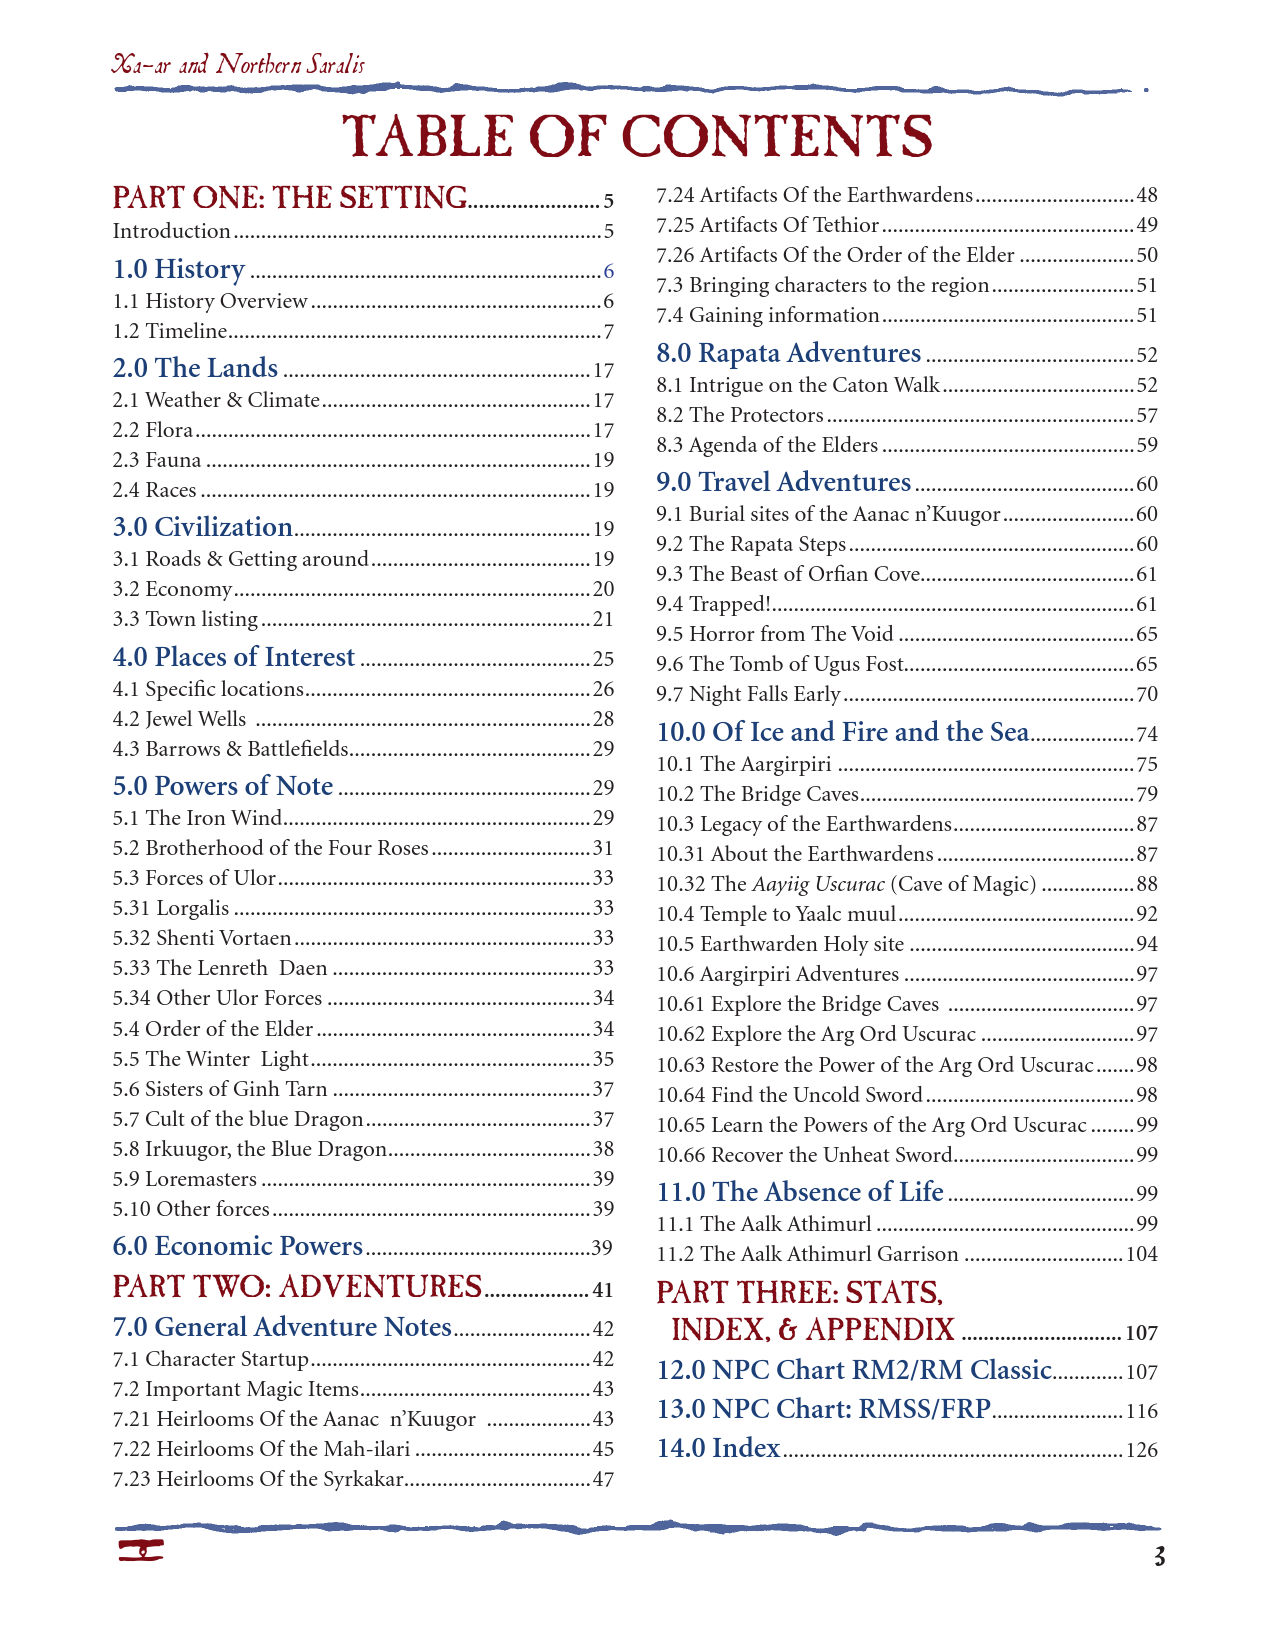 Xa-ar and Northern Saralis
TABLE OF CONTENTS
PART ONE: THE SETTING........................ 5
Introduction...................................................................5
1.0 History ................................................................6
1.1 History Overview.....................................................6
1.2 Timeline....................................................................7
2.0 The Lands ........................................................17
2.1 Weather & Climate.................................................17
2.2 Flora........................................................................17
2.3 Fauna ......................................................................19
2.4 Races .......................................................................19
3.0 Civilization......................................................19
3.1 Roads & Getting around........................................19
3.2 Economy.................................................................20
3.3 Town listing............................................................21
4.0 Places of Interest ..........................................25
4.1 Specific locations....................................................26
4.2 Jewel Wells .............................................................28
4.3 Barrows & Battlefields............................................29
5.0 Powers of Note ..............................................29
5.1 The Iron Wind........................................................29
5.2 Brotherhood of the Four Roses.............................31
5.3 Forces of Ulor.........................................................33
5.31 Lorgalis .................................................................33
5.32 Shenti Vortaen......................................................33
5.33 The Lenreth  Daen ...............................................33
5.34 Other Ulor Forces ................................................34
5.4 Order of the Elder..................................................34
5.5 The Winter  Light...................................................35
5.6 Sisters of Ginh Tarn ...............................................37
5.7 Cult of the blue Dragon.........................................37
5.8 Irkuugor, the Blue Dragon.....................................38
5.9 Loremasters ............................................................39
5.10 Other forces..........................................................39
6.0 Economic Powers.........................................39
PART TWO: ADVENTURES................... 41
7.0 General Adventure Notes.........................42
7.1 Character Startup...................................................42
7.2 Important Magic Items..........................................43
7.21 Heirlooms Of the Aanac  n’Kuugor  ...................43
7.22 Heirlooms Of the Mah-ilari ................................45
7.23 Heirlooms Of the Syrkakar..................................47
7.24 Artifacts Of the Earthwardens.............................48
7.25 Artifacts Of Tethior..............................................49
7.26 Artifacts Of the Order of the Elder .....................50
7.3 Bringing characters to the region..........................51
7.4 Gaining information..............................................51
8.0 Rapata Adventures ......................................52
8.1 Intrigue on the Caton Walk...................................52
8.2 The Protectors........................................................57
8.3 Agenda of the Elders ..............................................59
9.0 Travel Adventures........................................60
9.1 Burial sites of the Aanac n’Kuugor........................60
9.2 The Rapata Steps....................................................60
9.3 The Beast of Orfian Cove.......................................61
9.4 Trapped!..................................................................61
9.5 Horror from The Void ...........................................65
9.6 The Tomb of Ugus Fost..........................................65
9.7 Night Falls Early.....................................................70
10.0 Of Ice and Fire and the Sea...................74
10.1 The Aargirpiri ......................................................75
10.2 The Bridge Caves..................................................79
10.3 Legacy of the Earthwardens.................................87
10.31 About the Earthwardens....................................87
10.32 The Aayiig Uscurac (Cave of Magic) .................88
10.4 Temple to Yaalc muul...........................................92
10.5 Earthwarden Holy site .........................................94
10.6 Aargirpiri Adventures ..........................................97
10.61 Explore the Bridge Caves  ..................................97
10.62 Explore the Arg Ord Uscurac ............................97
10.63 Restore the Power of the Arg Ord Uscurac.......98
10.64 Find the Uncold Sword......................................98
10.65 Learn the Powers of the Arg Ord Uscurac ........99
10.66 Recover the Unheat Sword.................................99
11.0 The Absence of Life..................................99
11.1 The Aalk Athimurl ...............................................99
11.2 The Aalk Athimurl Garrison .............................104
PART THREE: STATS,
INDEX, & APPENDIX ............................. 107
12.0 NPC Chart RM2/RM Classic.............107
13.0 NPC Chart: RMSS/FRP........................116
14.0 Index..............................................................126
3